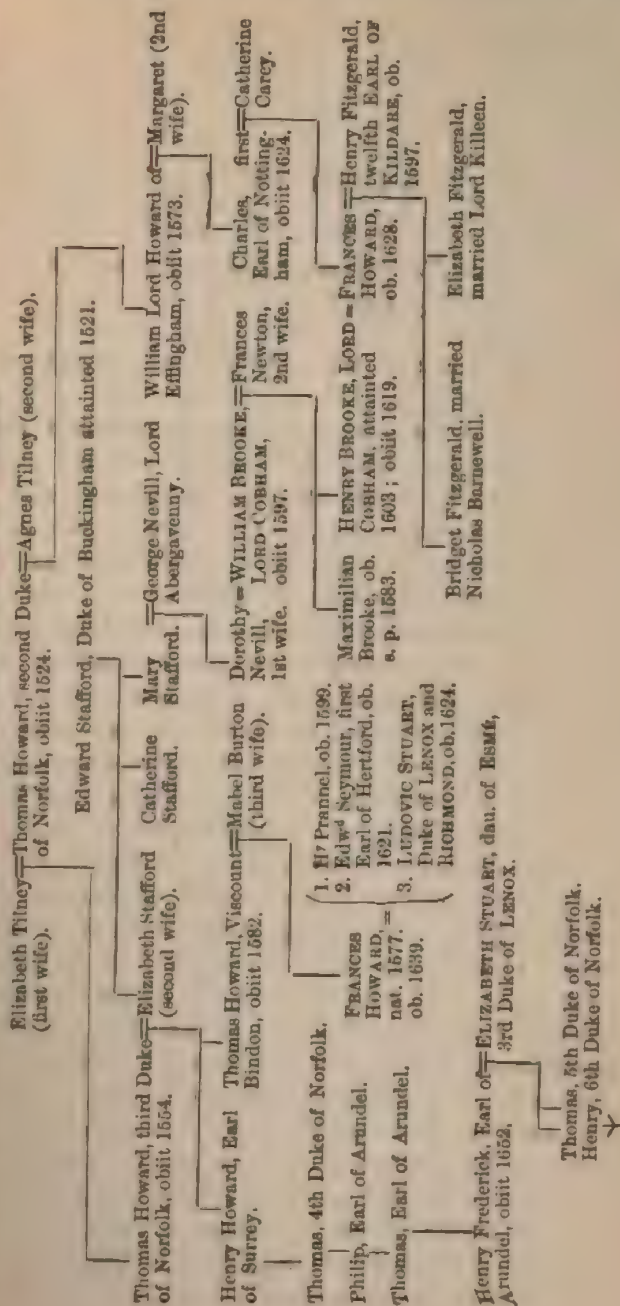 Elizabeth Tilney=Thomas Howard, second Duke=Agnes Tilney (second wife).
(first wife).
of Norfolk, obiit 1524.
Edward Stafford, Duke of Buckingham attainted 1521.
Thomas Howard, third Duke=Elizabeth Stafford
of Norfolk, obiit 1554.
(second wife).
Catherine
Stafford.
Mary
Stafford.
=George Nevill, Lord
Abergavenny.
William Lord Howard of=Margaret (2nd
Effingham, obiit 1573.
wife).
Henry Howard, Earl
of Surrey.
Thomas Howard, Viscount=Mabel Burton
Bindon, obiit 1582.
(third wife).
Dorothy=WILLIAM BROOKE,=Frances
Nevill,
1st wife.
LORD COBHAM,
obiit 1597.
Newton,
2nd wife.
Charles, first=Catherine
Earl of Notting-
ham, obiit 1624.
Carey.
Thomas, 4th Duke of Norfolk.
Philip, Earl of Arundel.
Thomas, Earl of Arundel.
FRANCES
HOWARD, =
nat. 1577.
ob. 1639.
1. Hy Prannel, ob. 1599.
2. Edwd Seymour, first
Earl of Hertford, ob.
1621.
3. LUDOVIC STUART,
Duke of LENOX and
RICHMOND, ob. 1624.
Maximilian
Brooke, ob.
s. p. 1583.
HENRY BROOKE, LORD=FRANCES=Henry Fitzgerald,
COBHAM, attainted
1603; obiit 1619.
HOWARD,
ob. 1628.
twelfth EARL OF
KILDARE, ob.
1597.
Henry Frederick, Earl of=ELIZABETH STUART, dau. of ESMÉ,
Arundel, obiit 1652.
3rd Duke of LENOX.
Bridget Fitzgerald, married
Nicholas Barnewell.
Elizabeth Fitzgerald,
married Lord Killeen.
Thomas, 5th Duke of Norfolk.
Henry, 6th Duke of Norfolk.